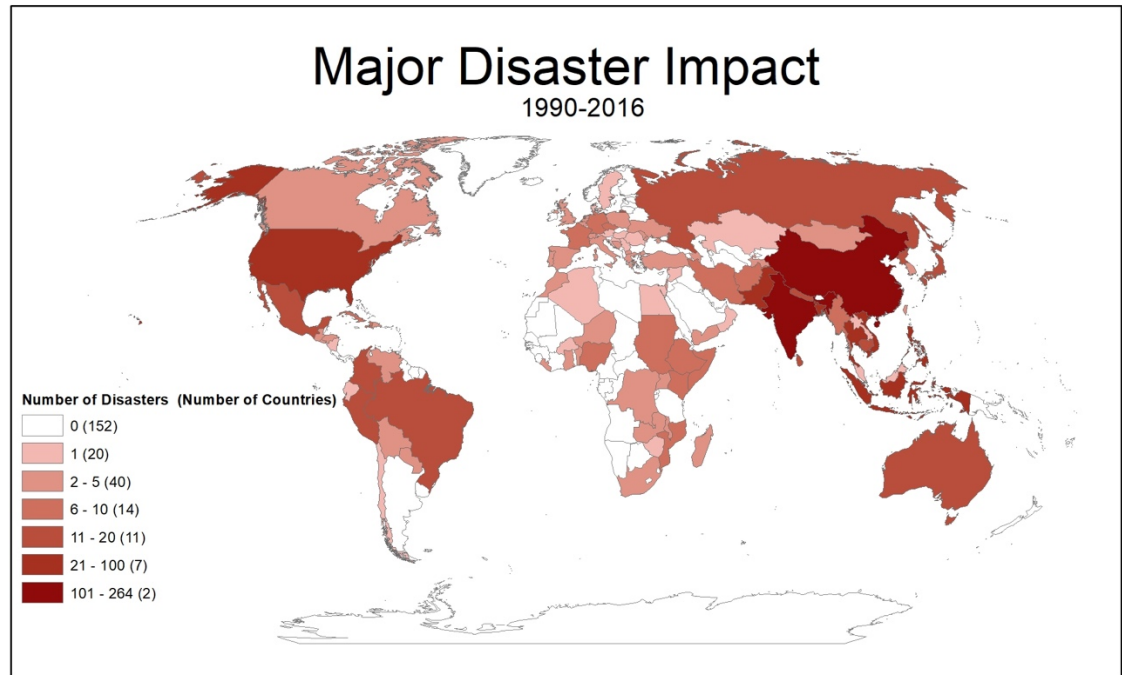 Major Disaster Impact
1990-2016
Number of Disasters (Number of Countries)
0 (152)
1 (20)
2 - 5 (40)
6 - 10 (14)
11 - 20 (11)
21 - 100 (7)
101 - 264 (2)